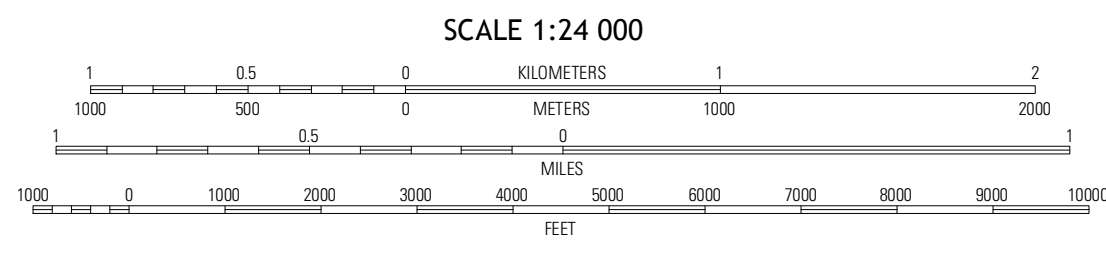 SCALE 1:24 000
1 0.5 0 KILOMETERS 1 2
1000 500 0 METERS 1000 2000
1 0.5 0 1
MILES
1000 0 1000 2000 3000 4000 5000 6000 7000 8000 9000 10000
FEET